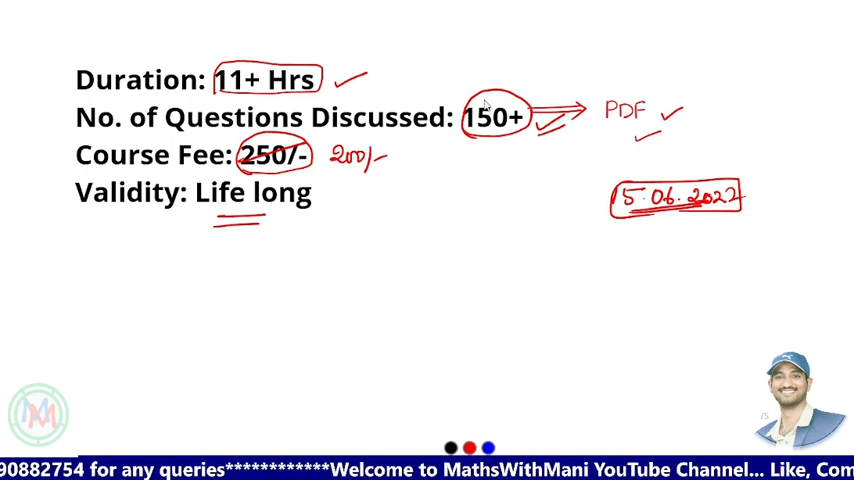 Duration: 11+ Hrs
No. of Questions Discussed: 150+
PDF
Course Fee: 250/- 200/-
Validity: Life long
15.06.2022
MM
90882754 for any queries************Welcome to MathsWithMani YouTube Channel... Like, Com